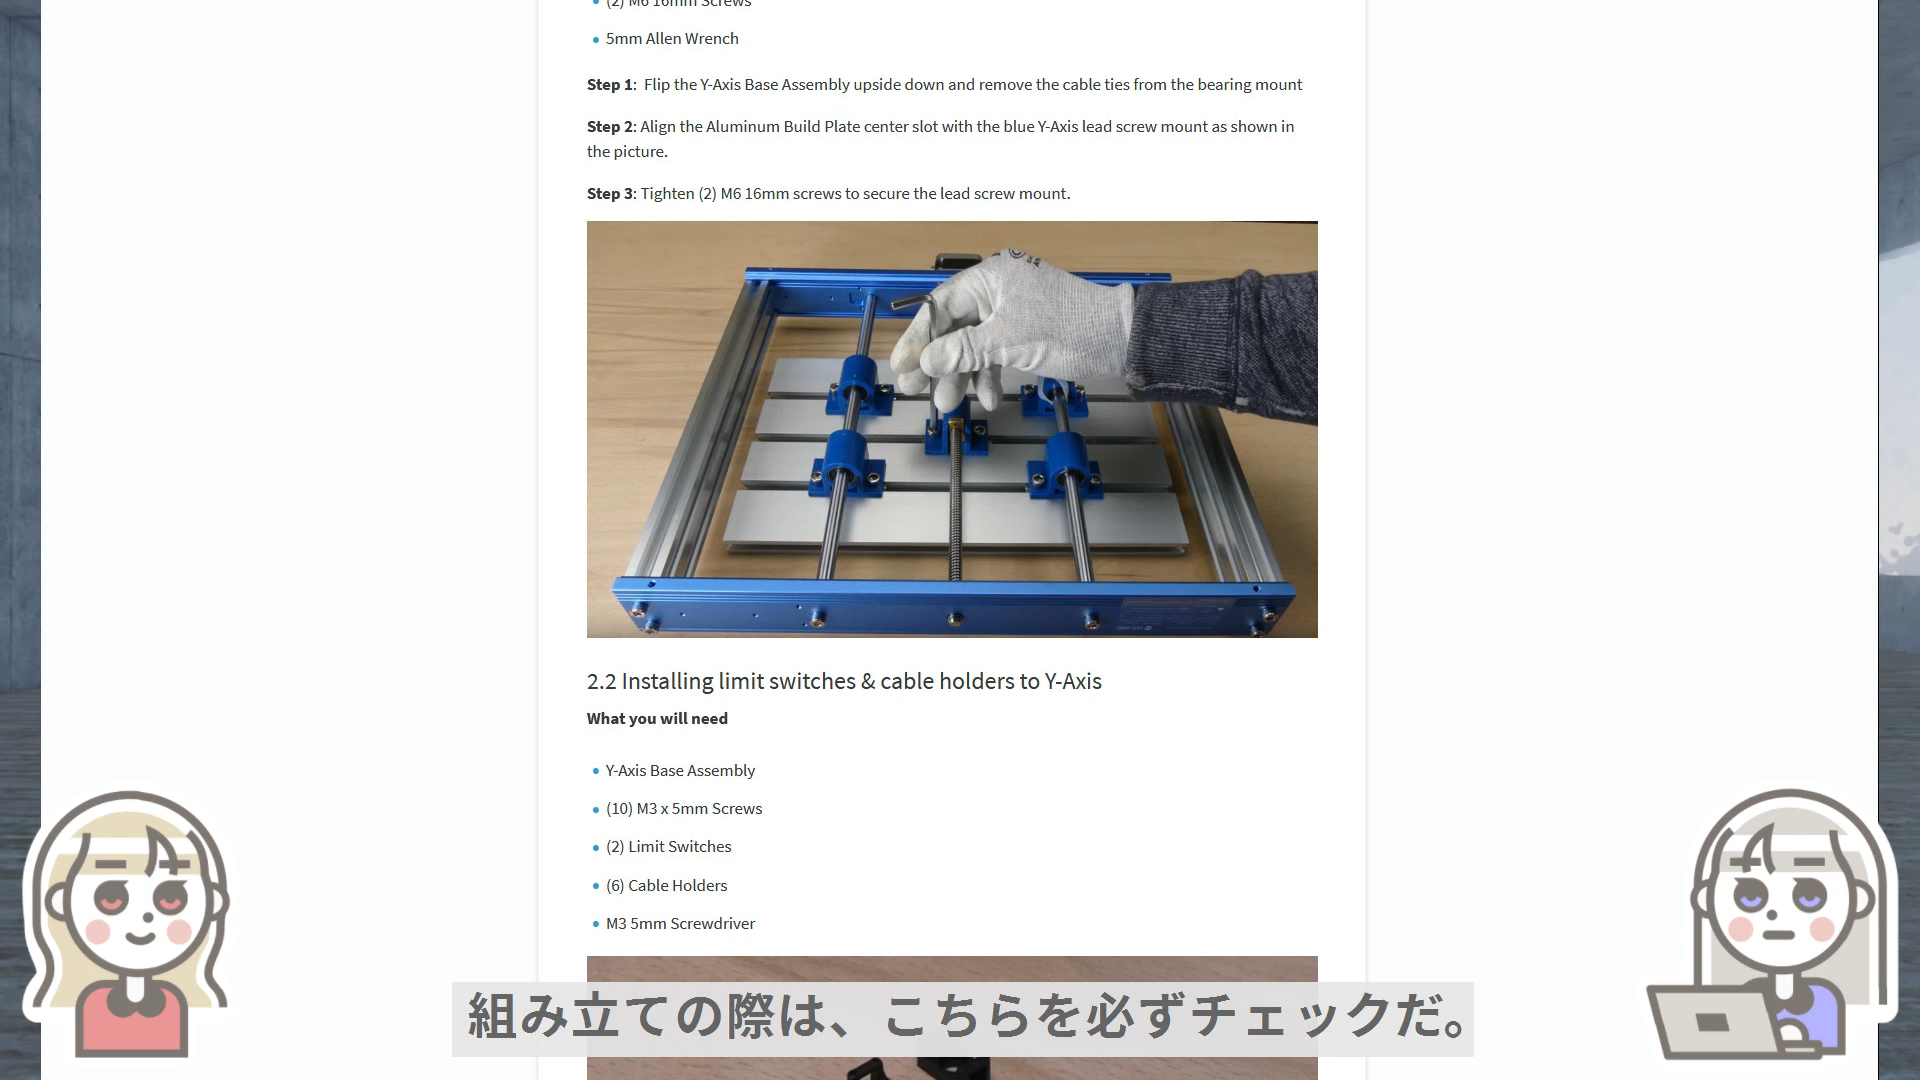 (2) M6 16mm Screws
5mm Allen Wrench
Step 1:  Flip the Y-Axis Base Assembly upside down and remove the cable ties from the bearing mount
Step 2: Align the Aluminum Build Plate center slot with the blue Y-Axis lead screw mount as shown in
the picture.
Step 3: Tighten (2) M6 16mm screws to secure the lead screw mount.
2.2 Installing limit switches & cable holders to Y-Axis
What you will need
Y-Axis Base Assembly
(10) M3 x 5mm Screws
(2) Limit Switches
(6) Cable Holders
M3 5mm Screwdriver
組み立ての際は、こちらを必ずチェックだ。